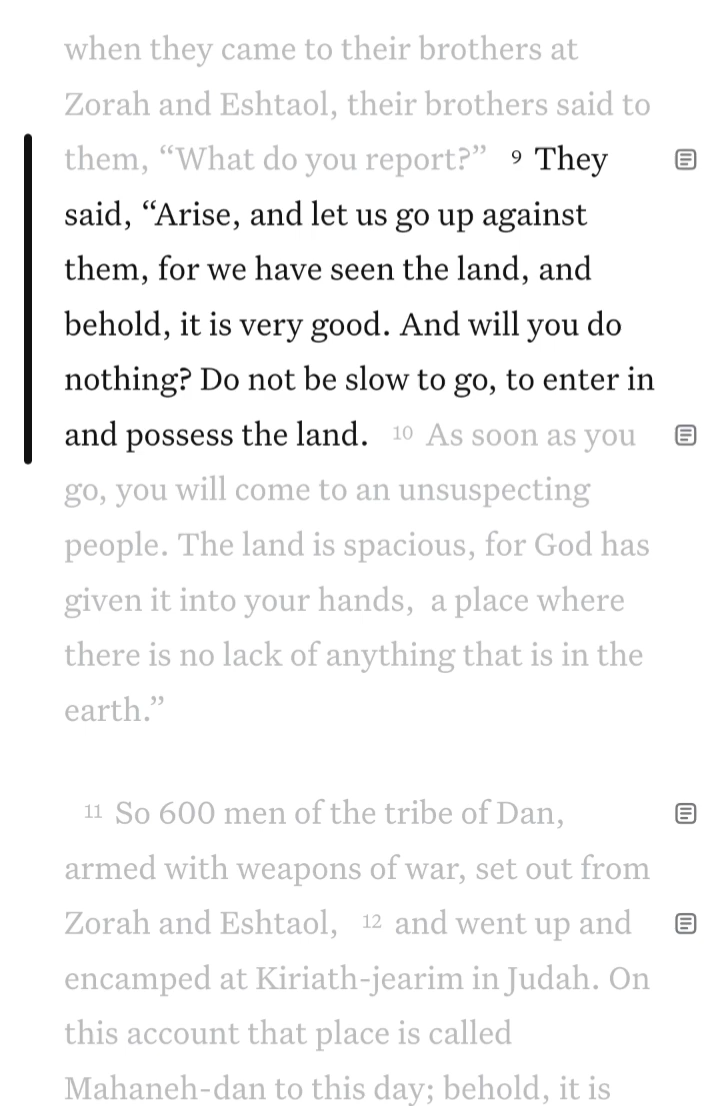 when they came to their brothers at
Zorah and Eshtaol, their brothers said to
them, “What do you report?” 9 They
said, “Arise, and let us go up against
them, for we have seen the land, and
behold, it is very good. And will you do
nothing? Do not be slow to go, to enter in
and possess the land. 10 As soon as you
go, you will come to an unsuspecting
people. The land is spacious, for God has
given it into your hands, a place where
there is no lack of anything that is in the
earth.”
11 So 600 men of the tribe of Dan,
armed with weapons of war, set out from
Zorah and Eshtaol, 12 and went up and
encamped at Kiriath-jearim in Judah. On
this account that place is called
Mahaneh-dan to this day; behold, it is